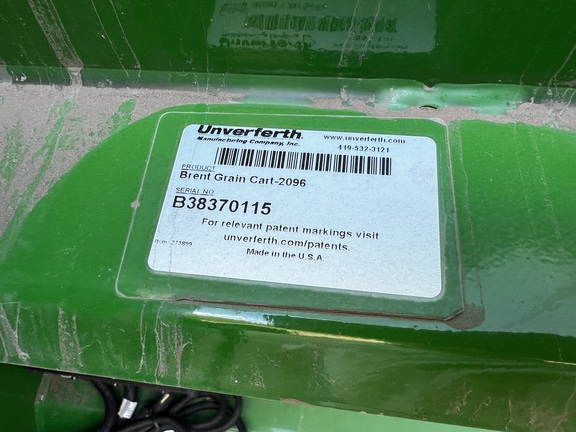 Unverferth
Manufacturing Company, Inc.
www.unverferth.com
419-532-3121
PRODUCT
Brent Grain Cart-2096
SERIAL NO
B38370115
For relevant patent markings visit
unverferth.com/patents.
Made in the U.S.A.